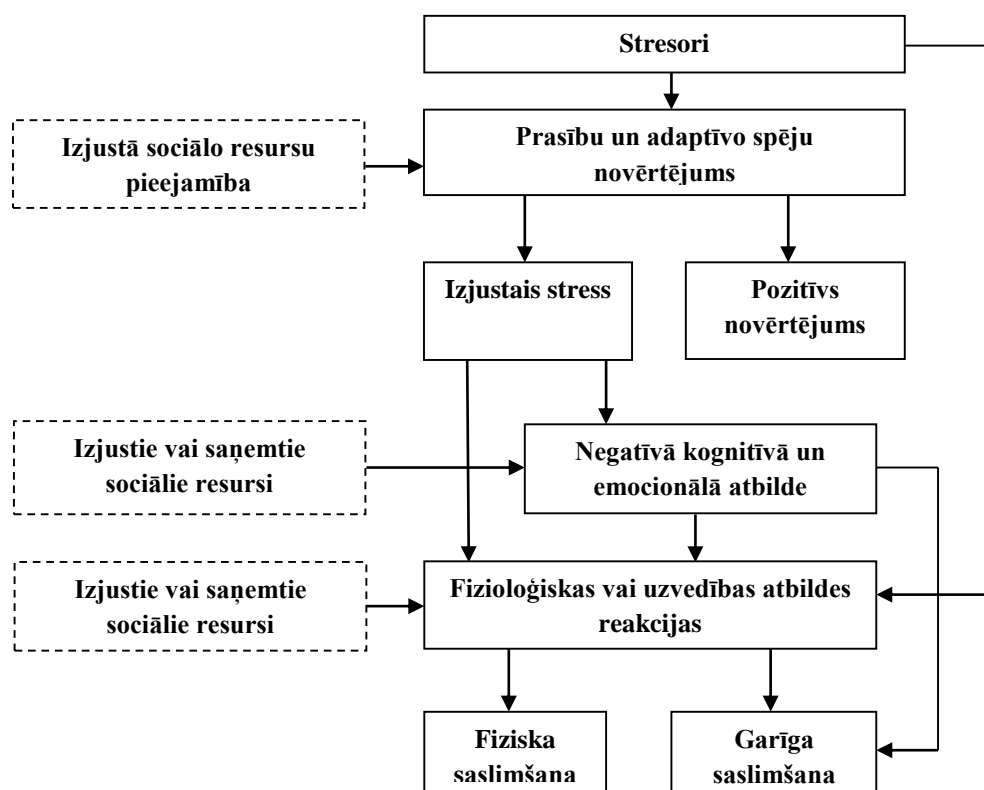 Stresori
Izjustā sociālo resursu
pieejamība
Prasību un adaptīvo spēju
novērtējums
Izjustais stress
Pozitīvs
novērtējums
Izjustie vai saņemtie
sociālie resursi
Negatīvā kognitīvā un
emocionālā atbilde
Izjustie vai saņemtie
sociālie resursi
Fizioloģiskas vai uzvedības atbildes
reakcijas
Fiziska
saslimšana
Garīga
saslimšana